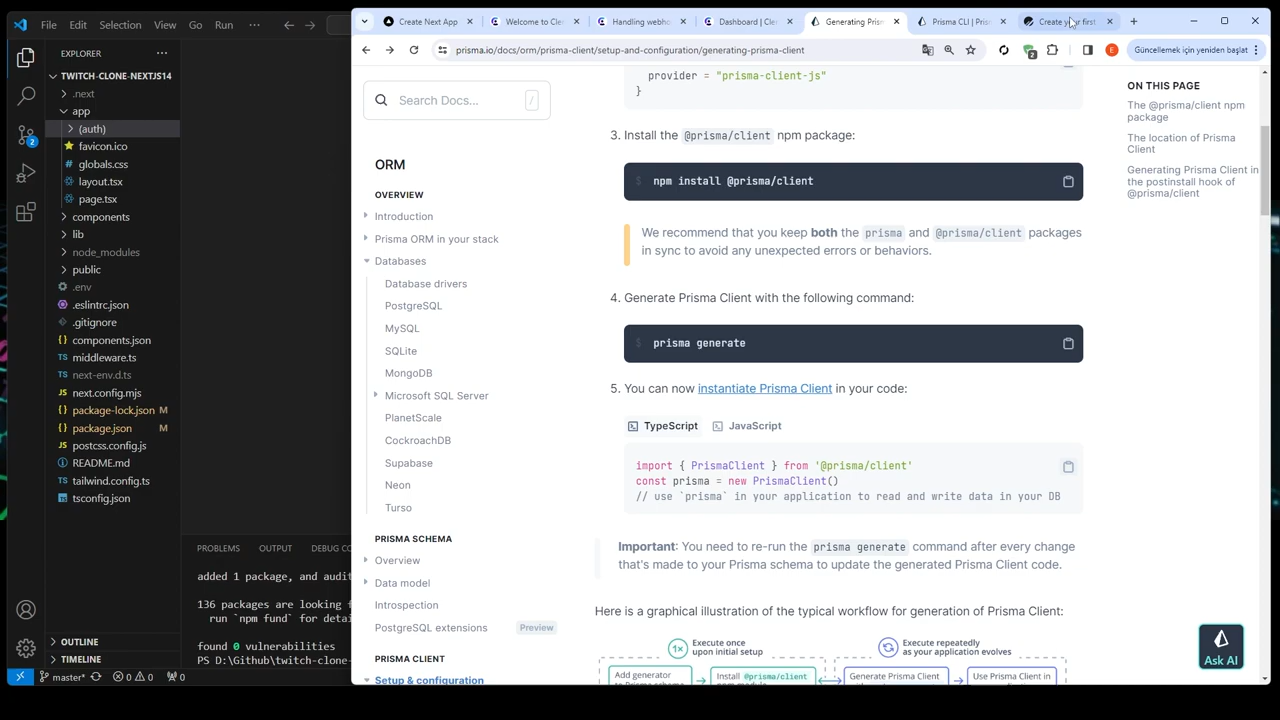 File Edit Selection View Go Run
Create Next App
Welcome to Cle
Handling webho
Dashboard | Cle
Generating Pris
Prisma CLI | Pris
Create your first
EXPLORER
prisma.io/docs/orm/prisma-client/setup-and-configuration/generating-prisma-client
E
Güncellemek için yeniden başlat
TWITCH-CLONE-NEXTJS14
.next
app
(auth)
favicon.ico
globals.css
layout.tsx
page.tsx
components
lib
node_modules
public
.env
.eslintrc.json
.gitignore
components.json
TS middleware.ts
TS next-env.d.ts
JS next.config.mjs
package-lock.json M
package.json M
JS postcss.config.js
README.md
TS tailwind.config.ts
tsconfig.json
OUTLINE
TIMELINE
master*
0 0 0
PROBLEMS OUTPUT DEBUG CO
added 1 package, and audit
136 packages are looking f
run `npm fund` for detai
found 0 vulnerabilities
PS D:\Github\twitch-clone-
Search Docs... /
ORM
OVERVIEW
Introduction
Prisma ORM in your stack
Databases
Database drivers
PostgreSQL
MySQL
SQLite
MongoDB
Microsoft SQL Server
PlanetScale
CockroachDB
Supabase
Neon
Turso
PRISMA SCHEMA
Overview
Data model
Introspection
PostgreSQL extensions Preview
PRISMA CLIENT
Setup & configuration
provider = "prisma-client-js"
}
3. Install the @prisma/client npm package:
$ npm install @prisma/client
We recommend that you keep both the prisma and @prisma/client packages
in sync to avoid any unexpected errors or behaviors.
4. Generate Prisma Client with the following command:
$ prisma generate
5. You can now instantiate Prisma Client in your code:
TypeScript JavaScript
import { PrismaClient } from '@prisma/client'
const prisma = new PrismaClient()
// use `prisma` in your application to read and write data in your DB
Important: You need to re-run the prisma generate command after every change
that's made to your Prisma schema to update the generated Prisma Client code.
Here is a graphical illustration of the typical workflow for generation of Prisma Client:
1x Execute once
upon initial setup
Execute repeatedly
as your application evolves
Add generator
to Prisma schema
Install @prisma/client
npm module
Generate Prisma Client
Use Prisma Client in
ON THIS PAGE
The @prisma/client npm
package
The location of Prisma
Client
Generating Prisma Client in
the postinstall hook of
@prisma/client
Ask AI